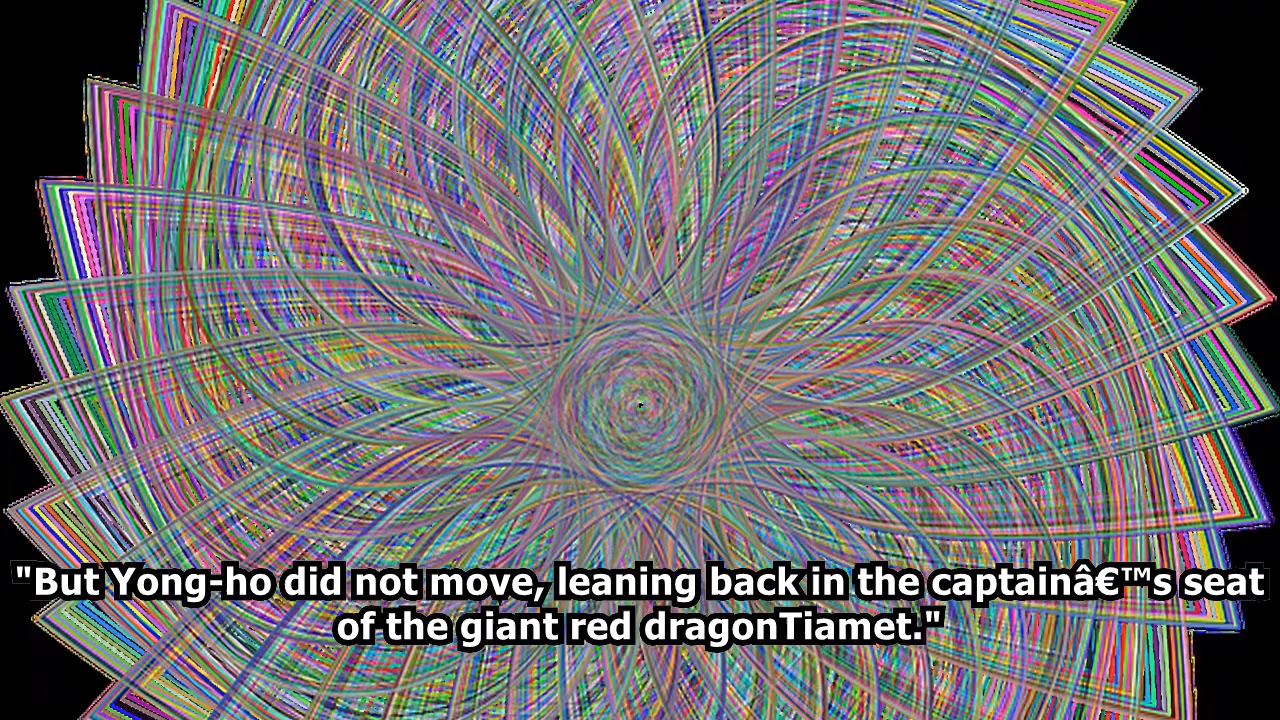 "But Yong-ho did not move, leaning back in the captainâ€™s seat
of the giant red dragonTiamet."